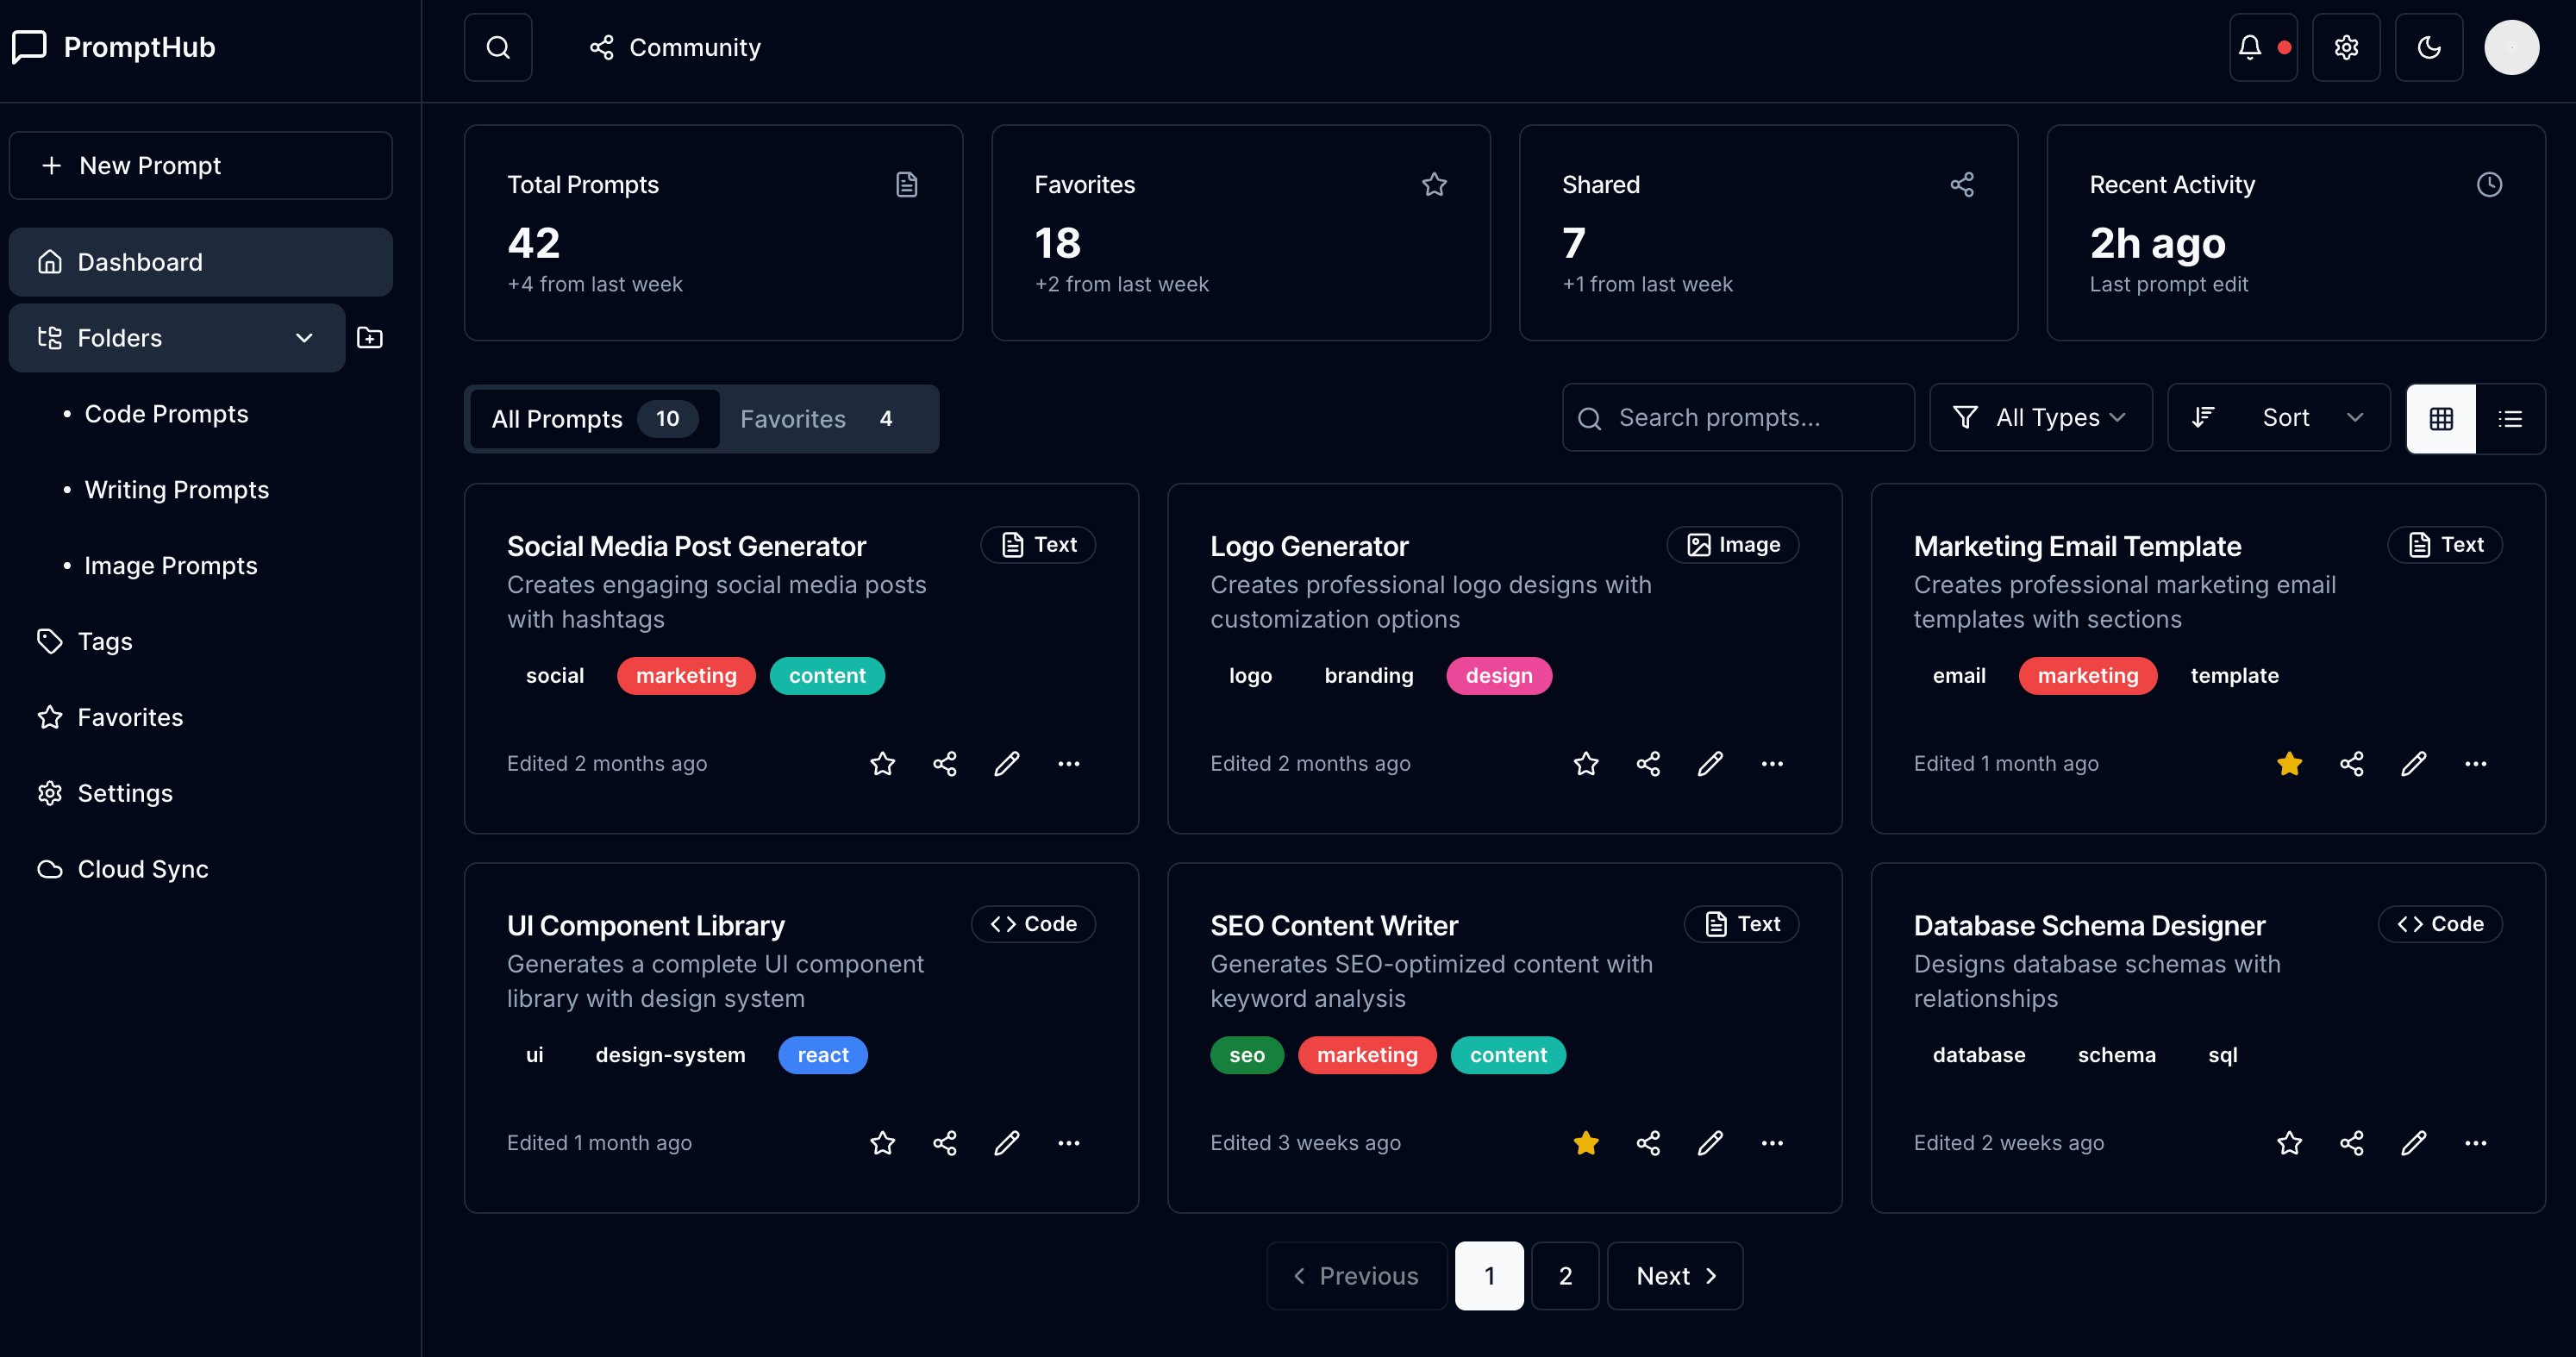 PromptHub
Community
New Prompt
Dashboard
Folders
• Code Prompts
• Writing Prompts
• Image Prompts
Tags
Favorites
Settings
Cloud Sync
Total Prompts
42
+4 from last week
Favorites
18
+2 from last week
Shared
7
+1 from last week
Recent Activity
2h ago
Last prompt edit
All Prompts 10 Favorites 4
Search prompts...
All Types
Sort
Social Media Post Generator
Text
Creates engaging social media posts
with hashtags
social marketing content
Edited 2 months ago
Logo Generator
Image
Creates professional logo designs with
customization options
logo branding design
Edited 2 months ago
Marketing Email Template
Text
Creates professional marketing email
templates with sections
email marketing template
Edited 1 month ago
UI Component Library
Code
Generates a complete UI component
library with design system
ui design-system react
Edited 1 month ago
SEO Content Writer
Text
Generates SEO-optimized content with
keyword analysis
seo marketing content
Edited 3 weeks ago
Database Schema Designer
Code
Designs database schemas with
relationships
database schema sql
Edited 2 weeks ago
Previous 1 2 Next